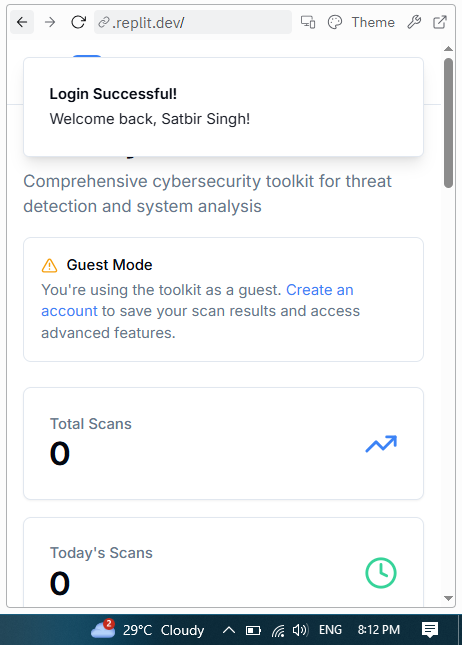 .replit.dev/
Theme
Login Successful!
Welcome back, Satbir Singh!
Comprehensive cybersecurity toolkit for threat
detection and system analysis
Guest Mode
You're using the toolkit as a guest. Create an
account to save your scan results and access
advanced features.
Total Scans
0
Today's Scans
0
2
29°C Cloudy
ENG
8:12 PM